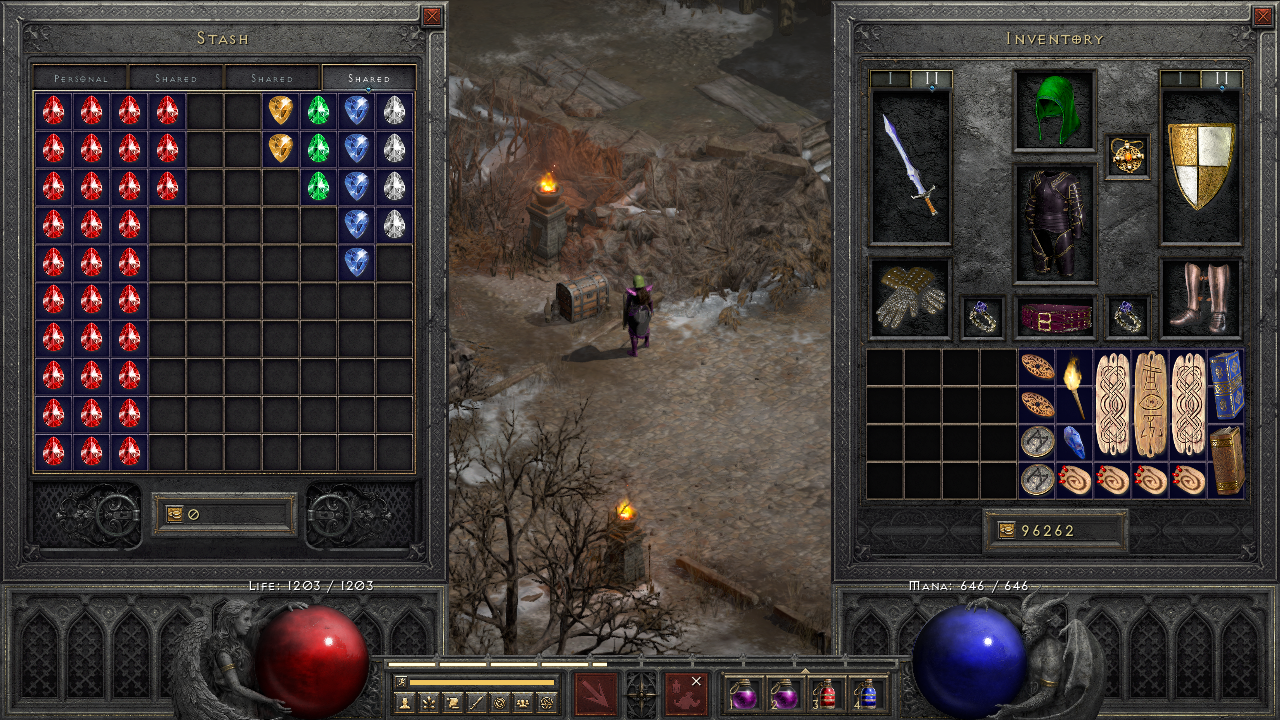 Stash
Personal
Shared
Shared
Shared
0
Inventory
I
II
I
II
96262
Life: 1203 / 1203
Mana: 646 / 646
1
2
3
4